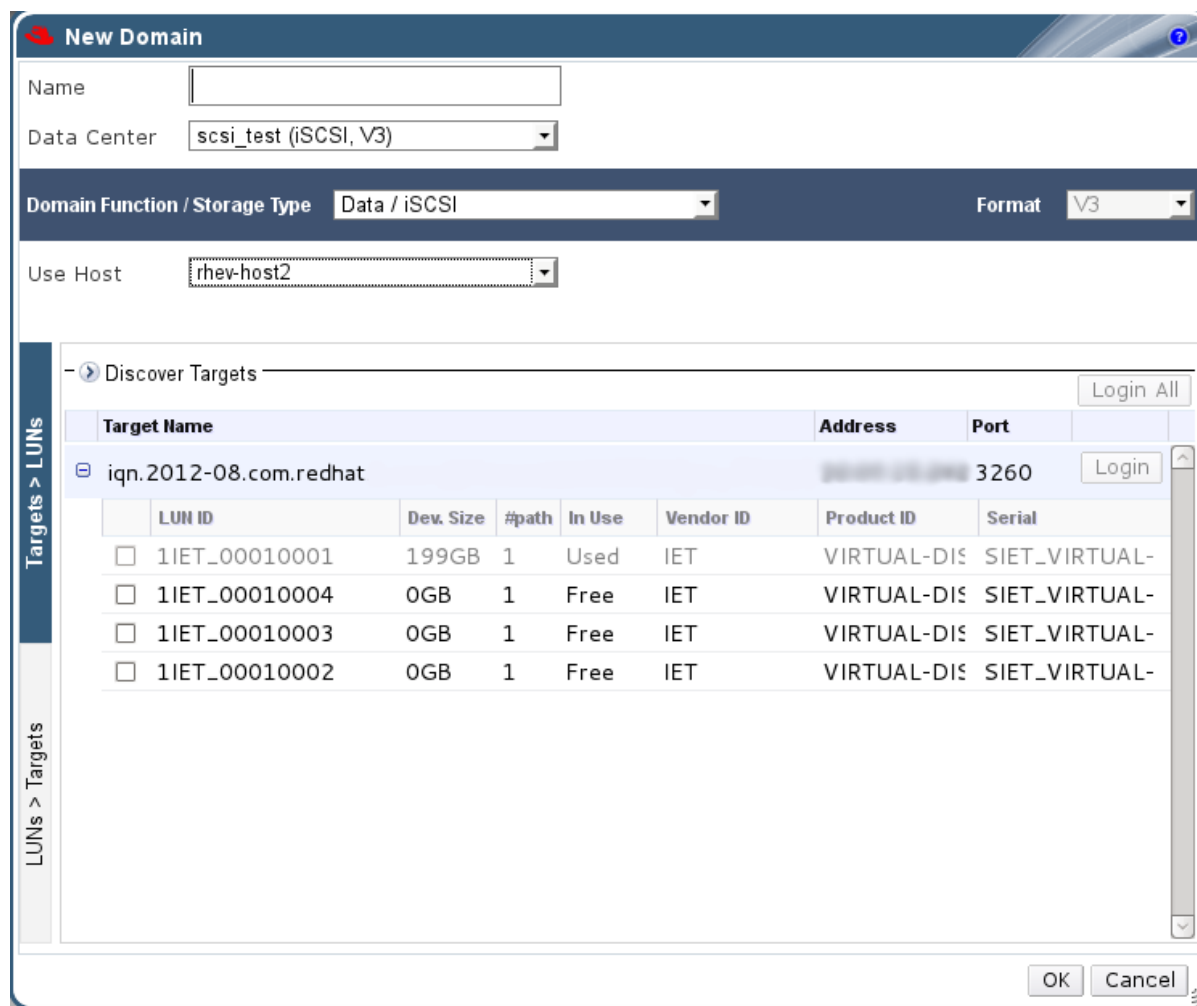 New Domain
?
Name
Data Center scsi_test (iSCSI, V3)
Domain Function / Storage Type Data / iSCSI Format V3
Use Host rhev-host2
Targets > LUNs
LUNs > Targets
Discover Targets
Login All
Target Name Address Port
iqn.2012-08.com.redhat 3260 Login
LUN ID Dev. Size #path In Use Vendor ID Product ID Serial
1IET_00010001 199GB 1 Used IET VIRTUAL-DIS SIET_VIRTUAL-
1IET_00010004 0GB 1 Free IET VIRTUAL-DIS SIET_VIRTUAL-
1IET_00010003 0GB 1 Free IET VIRTUAL-DIS SIET_VIRTUAL-
1IET_00010002 0GB 1 Free IET VIRTUAL-DIS SIET_VIRTUAL-
OK Cancel